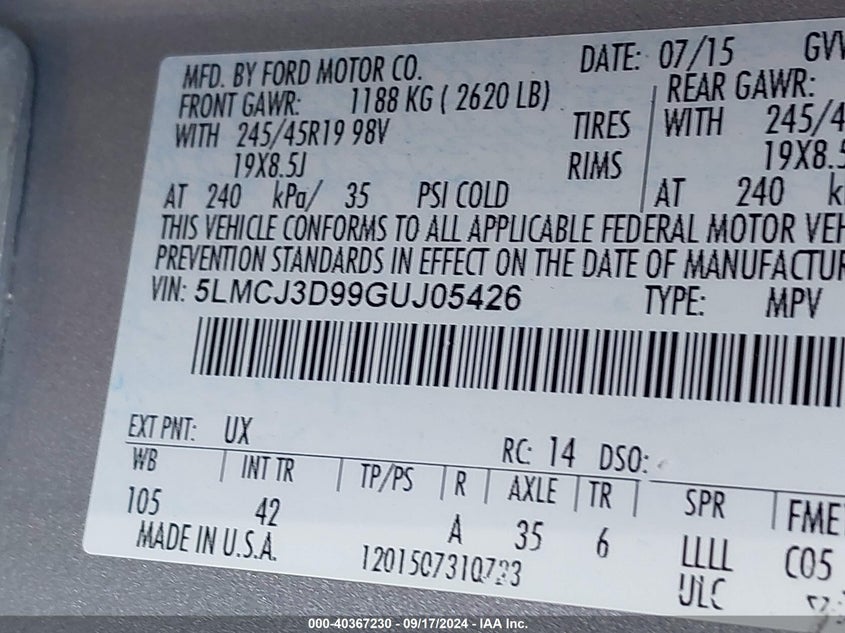 MFD. BY FORD MOTOR CO. DATE: 07/15
FRONT GAWR: 1188 KG ( 2620 LB) REAR GAWR:
WITH 245/45R19 98V TIRES WITH
19X8.5J RIMS
AT 240 kPa/ 35 PSI COLD AT 240
THIS VEHICLE CONFORMS TO ALL APPLICABLE FEDERAL MOTOR
PREVENTION STANDARDS IN EFFECT ON THE DATE OF
VIN: 5LMCJ3D99GUJ05426 TYPE: MPV
EXT PNT: UX RC: 14 DSO:
WB INT TR TP/PS R AXLE TR SPR
105 42 A 35 6 LLLL C05
MADE IN U.S.A. ULC
000-40367230 - 09/17/2024 - IAA Inc.